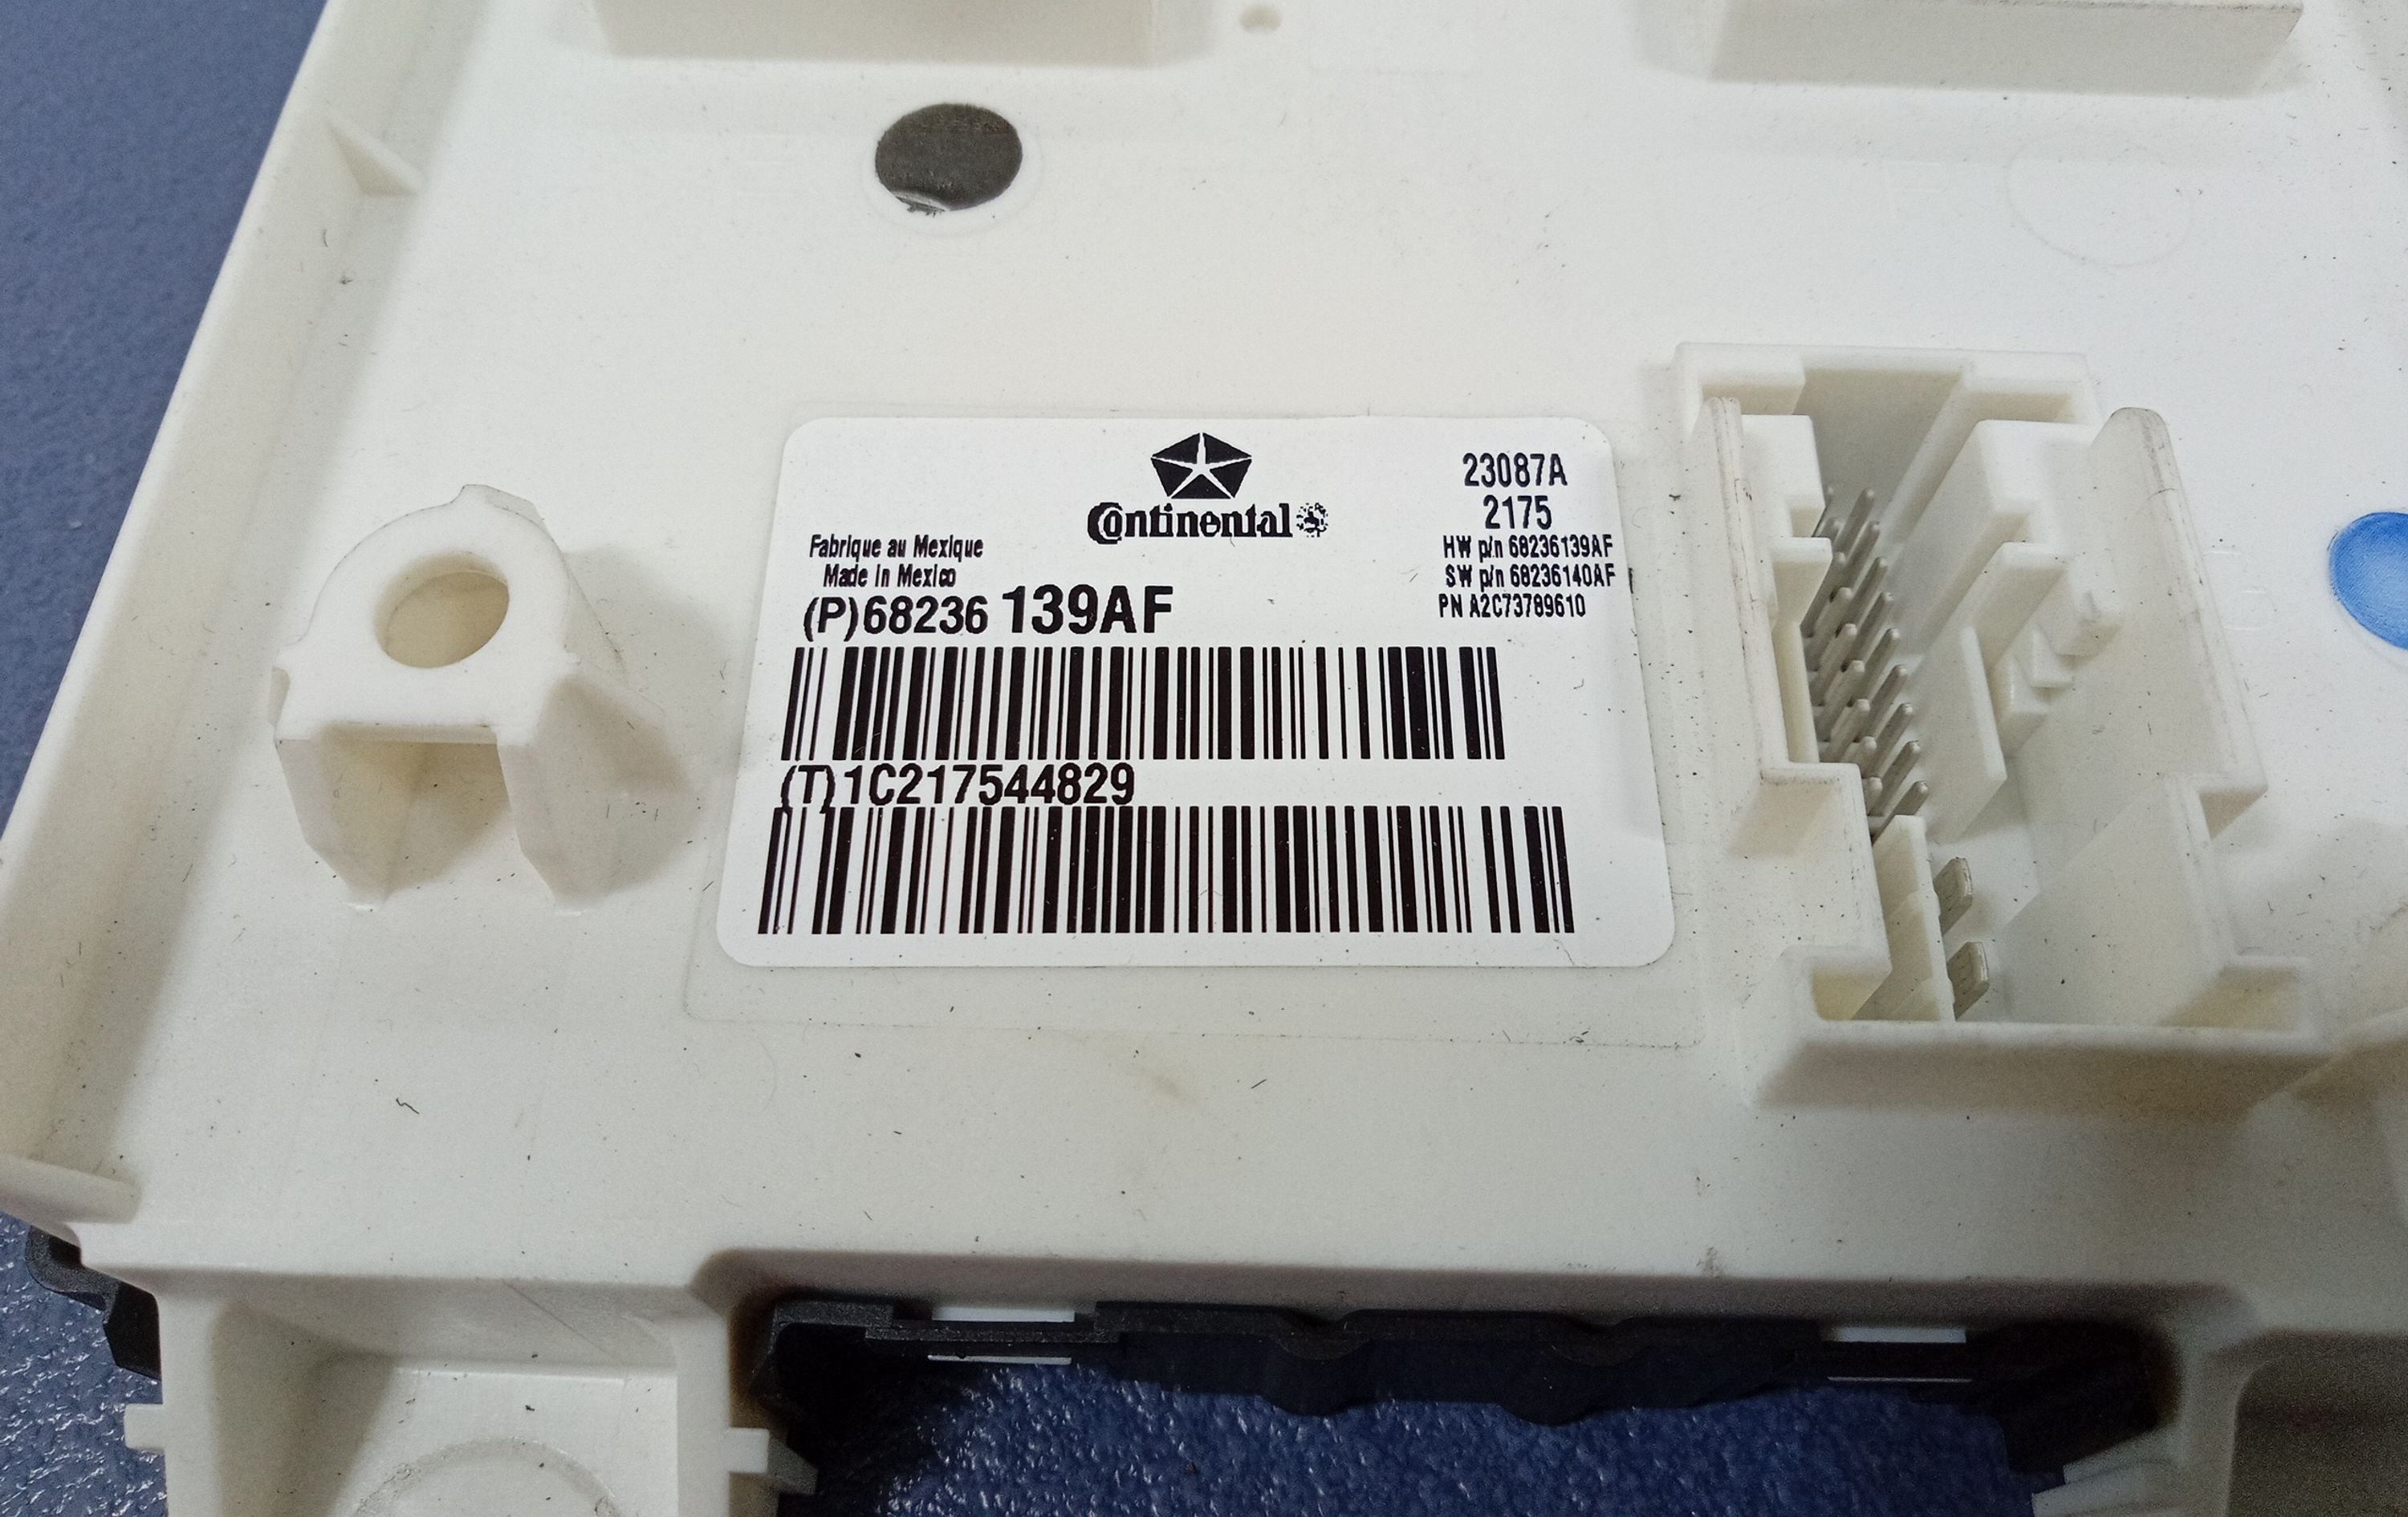 Continental
23087A
2175
Fabrique au Mexique
Made in Mexico
HW p/n 68236139AF
SW p/n 68236140AF
PN A2C73789610
(P)68236 139AF
(T)1C217544829